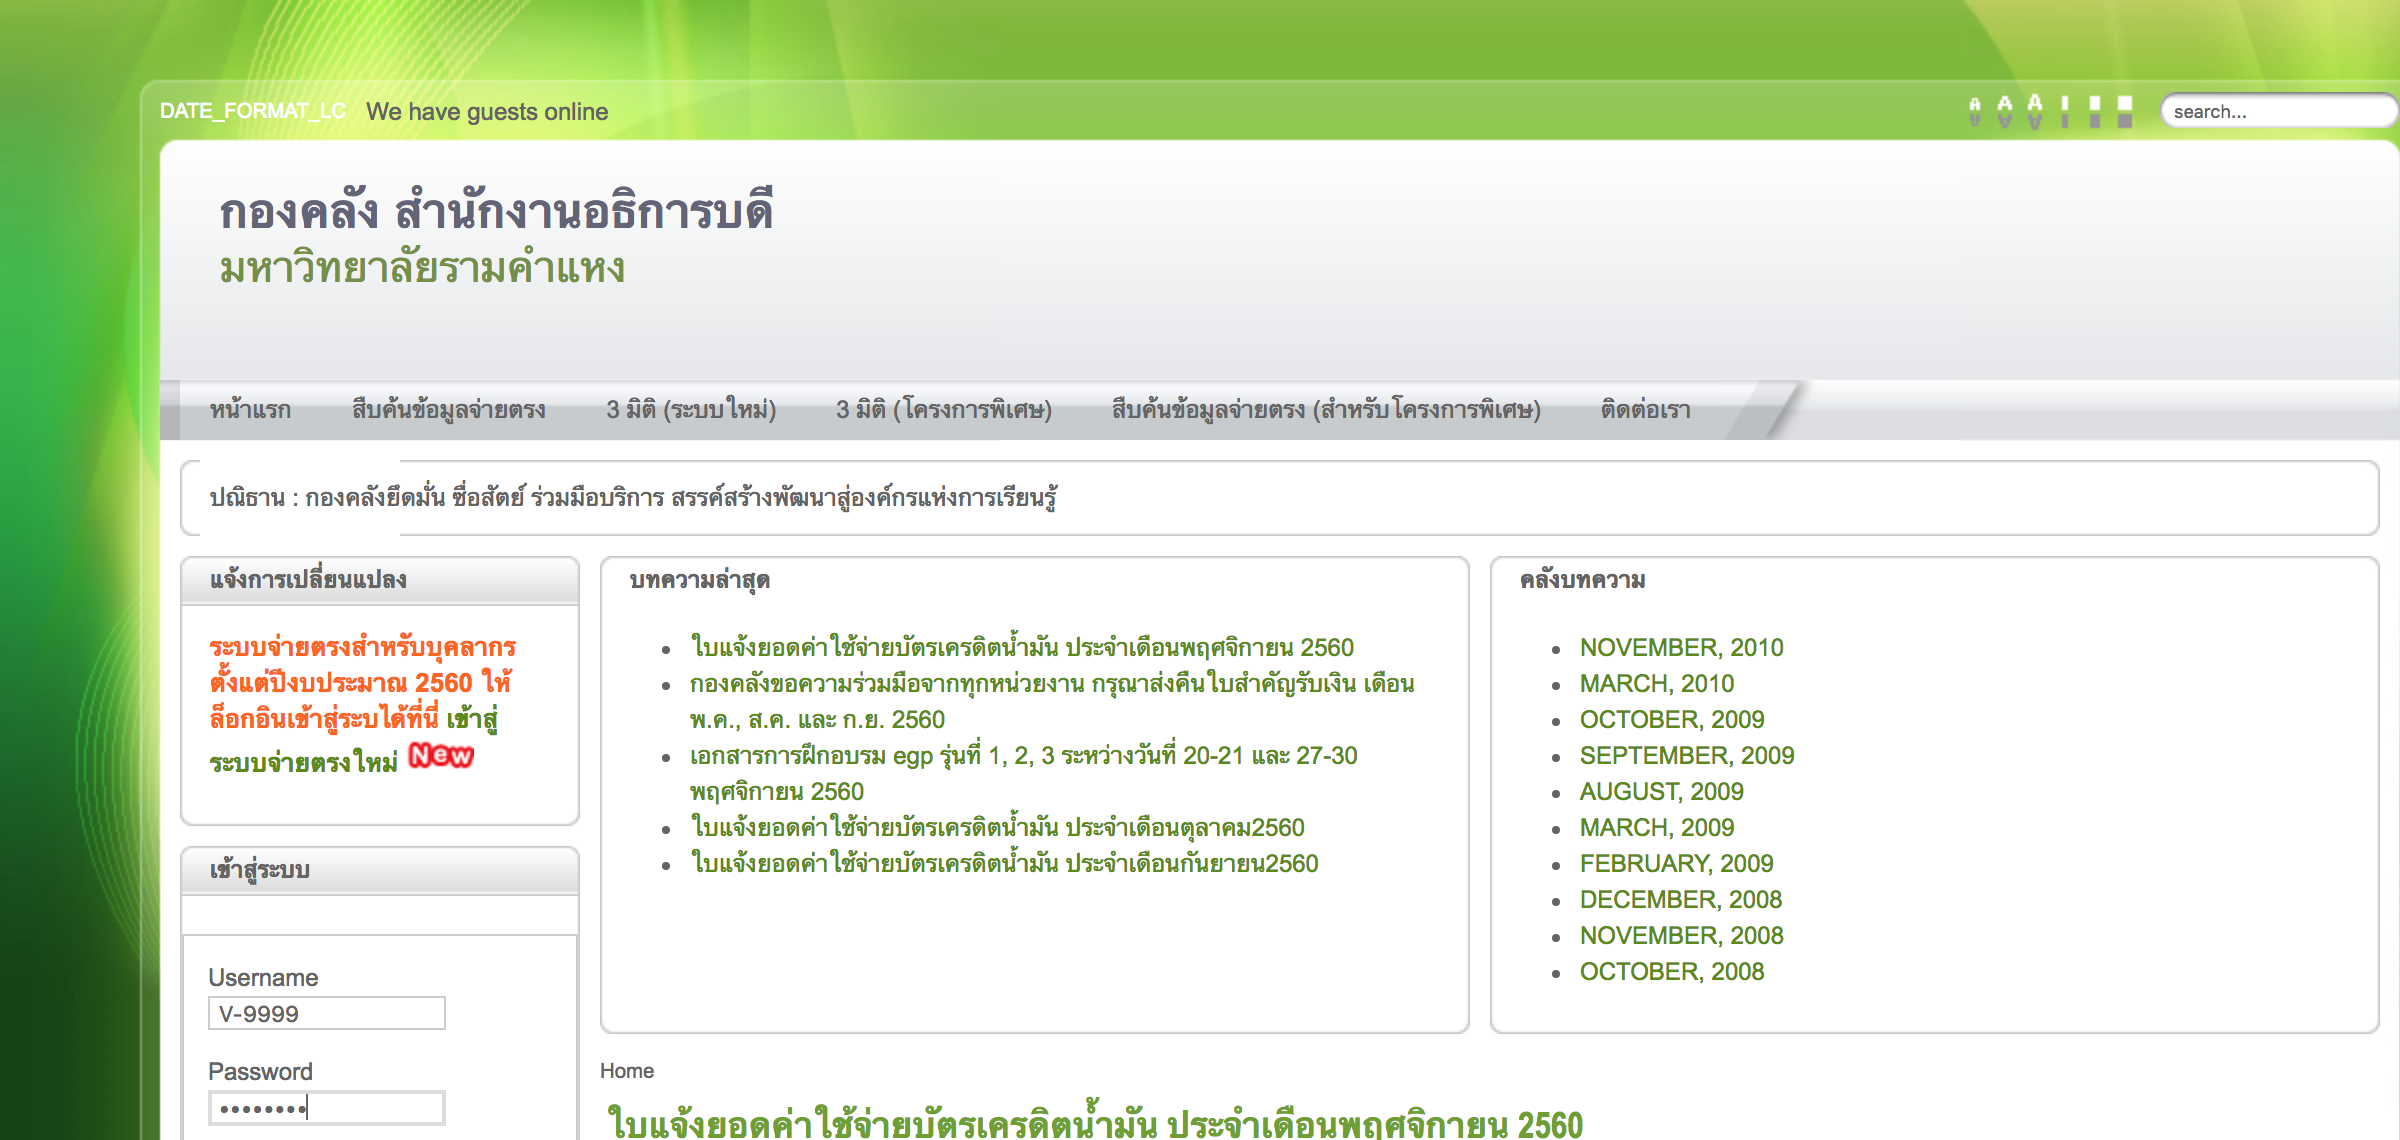 DATE_FORMAT_LC We have guests online
search...
กองคลัง สำนักงานอธิการบดี
มหาวิทยาลัยรามคำแหง
หน้าแรก สืบค้นข้อมูลจ่ายตรง 3 มิติ (ระบบใหม่) 3 มิติ (โครงการพิเศษ) สืบค้นข้อมูลจ่ายตรง (สำหรับโครงการพิเศษ) ติดต่อเรา
ปณิธาน : กองคลังยึดมั่น ซื่อสัตย์ ร่วมมือบริการ สรรค์สร้างพัฒนาสู่องค์กรแห่งการเรียนรู้
แจ้งการเปลี่ยนแปลง
ระบบจ่ายตรงสำหรับบุคลากร
ตั้งแต่ปีงบประมาณ 2560 ให้
ล็อกอินเข้าสู่ระบได้ที่นี่ เข้าสู่
ระบบจ่ายตรงใหม่ New
เข้าสู่ระบบ
Username
V-9999
Password
••••••••
บทความล่าสุด
ใบแจ้งยอดค่าใช้จ่ายบัตรเครดิตน้ำมัน ประจำเดือนพฤศจิกายน 2560
กองคลังขอความร่วมมือจากทุกหน่วยงาน กรุณาส่งคืนใบสำคัญรับเงิน เดือน
พ.ค., ส.ค. และ ก.ย. 2560
เอกสารการฝึกอบรม egp รุ่นที่ 1, 2, 3 ระหว่างวันที่ 20-21 และ 27-30
พฤศจิกายน 2560
ใบแจ้งยอดค่าใช้จ่ายบัตรเครดิตน้ำมัน ประจำเดือนตุลาคม2560
ใบแจ้งยอดค่าใช้จ่ายบัตรเครดิตน้ำมัน ประจำเดือนกันยายน2560
คลังบทความ
NOVEMBER, 2010
MARCH, 2010
OCTOBER, 2009
SEPTEMBER, 2009
AUGUST, 2009
MARCH, 2009
FEBRUARY, 2009
DECEMBER, 2008
NOVEMBER, 2008
OCTOBER, 2008
Home
ใบแจ้งยอดค่าใช้จ่ายบัตรเครดิตน้ำมัน ประจำเดือนพฤศจิกายน 2560